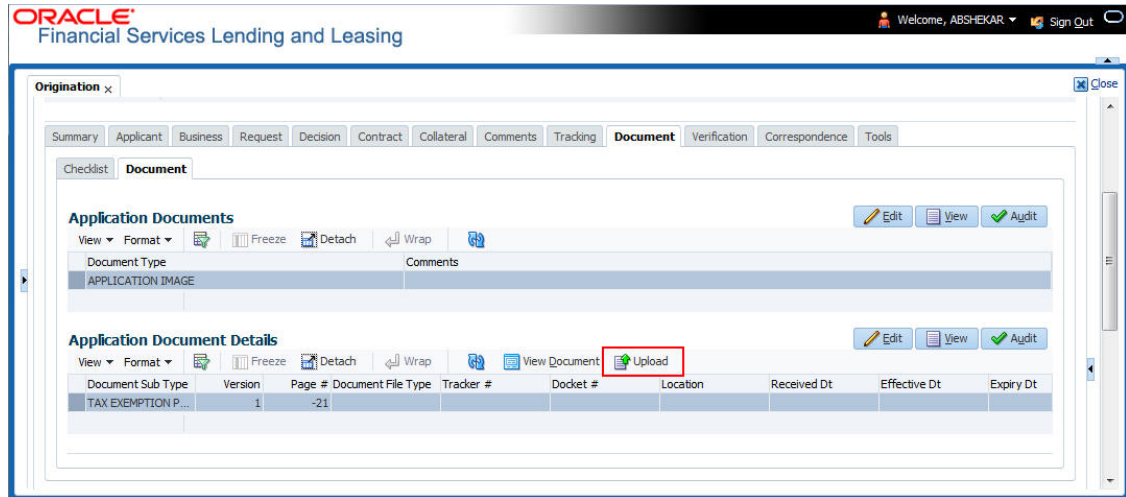 ORACLE
Welcome, ABSHEKAR Sign Out
Financial Services Lending and Leasing
Origination Close
Summary Applicant Business Request Decision Contract Collateral Comments Tracking Document Verification Correspondence Tools
Checklist Document
Application Documents Edit View Audit
View Format Freeze Detach Wrap
Document Type Comments
APPLICATION IMAGE
Application Document Details Edit View Audit
View Format Freeze Detach Wrap View Document Upload
Document Sub Type Version Page # Document File Type Tracker # Docket # Location Received Dt Effective Dt Expiry Dt
TAX EXEMPTION P... 1 -21